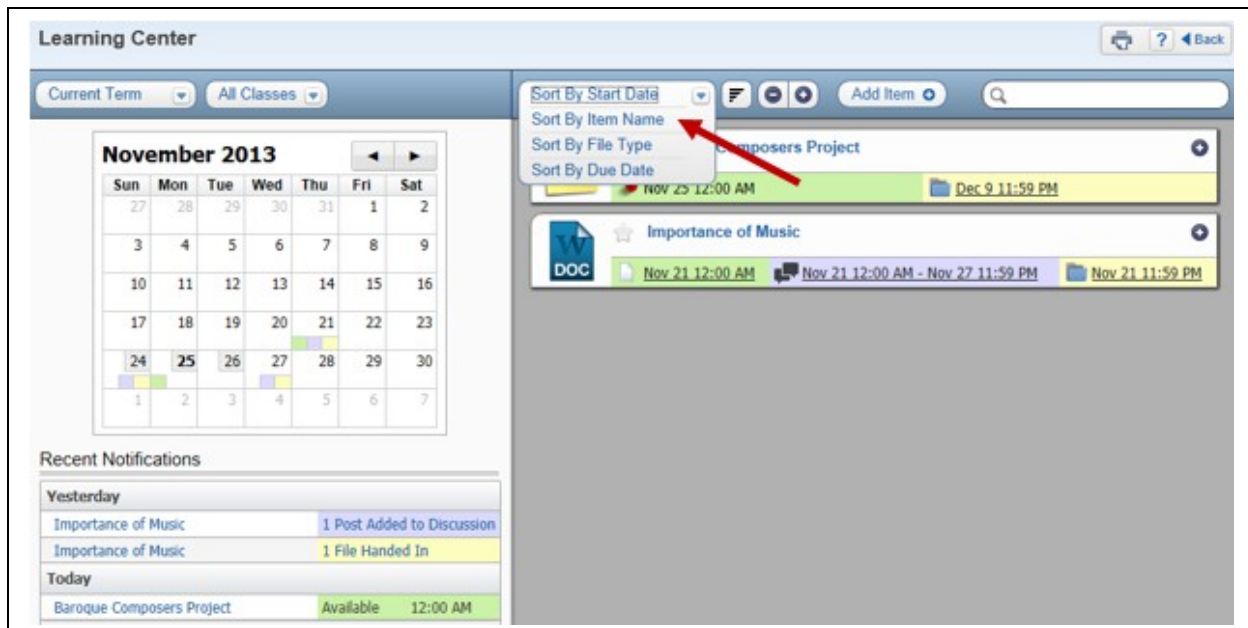 Learning Center
? Back
Current Term
All Classes
Sort By Start Date
Add Item
Sort By Item Name
Sort By File Type
Sort By Due Date
November 2013
Sun Mon Tue Wed Thu Fri Sat
27 28 29 30 31 1 2
3 4 5 6 7 8 9
10 11 12 13 14 15 16
17 18 19 20 21 22 23
24 25 26 27 28 29 30
1 2 3 4 5 6 7
Recent Notifications
Yesterday
Importance of Music 1 Post Added to Discussion
Importance of Music 1 File Handed In
Today
Baroque Composers Project Available 12:00 AM
Composers Project
Nov 25 12:00 AM Dec 9 11:59 PM
W
DOC
Importance of Music
Nov 21 12:00 AM Nov 21 12:00 AM - Nov 27 11:59 PM Nov 21 11:59 PM